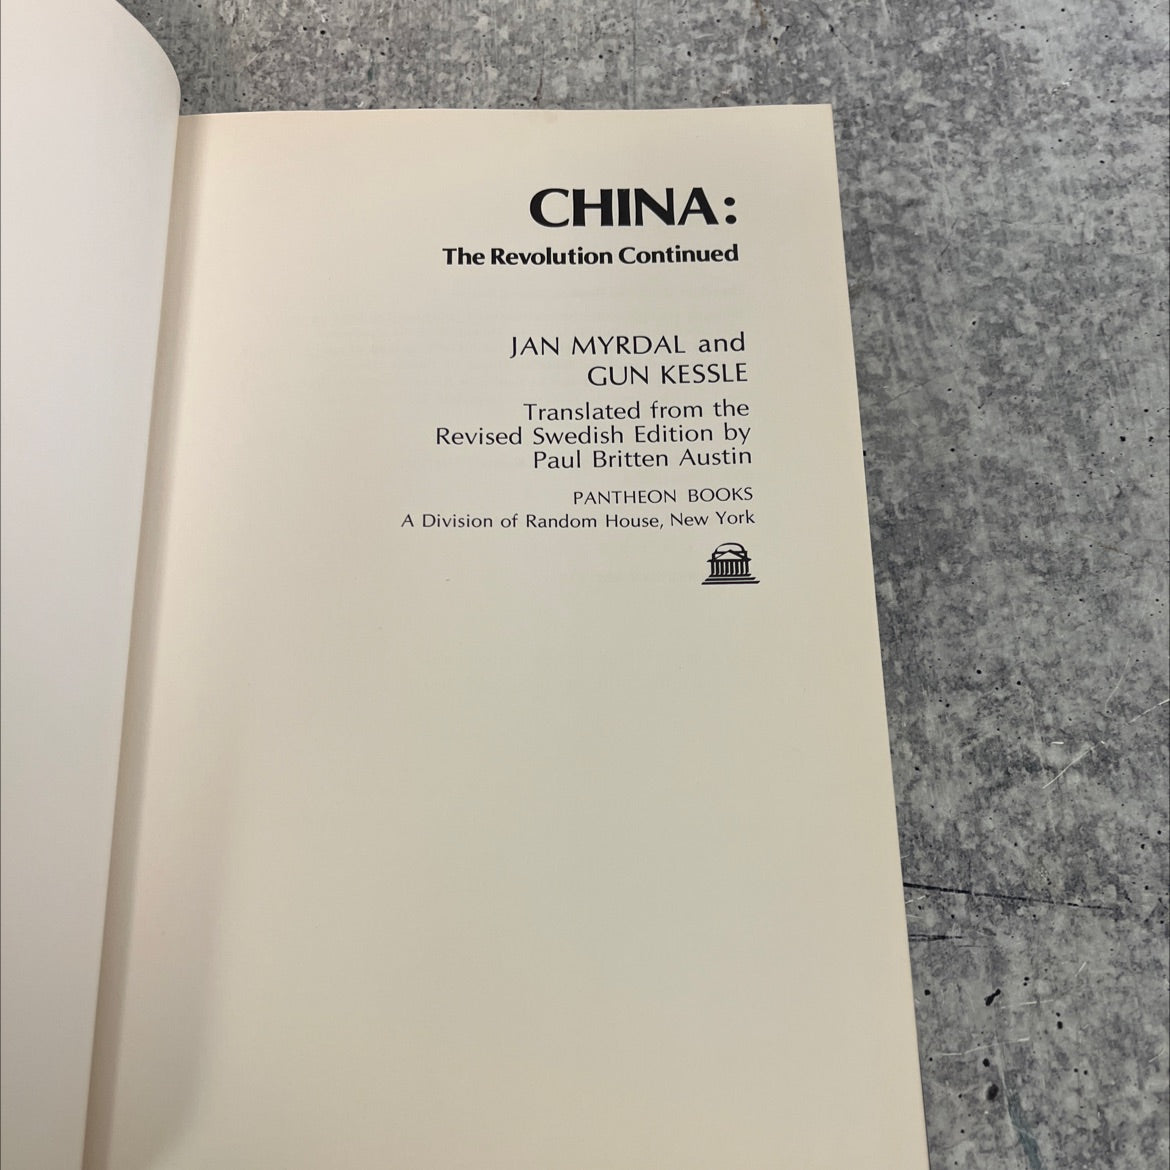 CHINA:
The Revolution Continued
JAN MYRDAL and
GUN KESSLE
Translated from the
Revised Swedish Edition by
Paul Britten Austin
PANTHEON BOOKS
A Division of Random House, New York